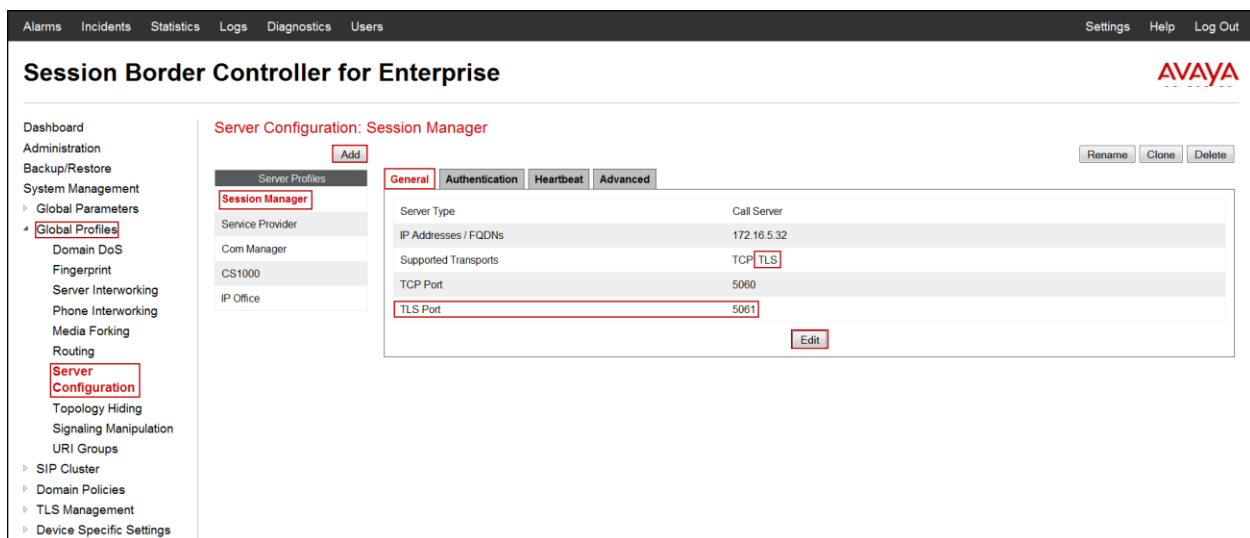 Alarms Incidents Statistics Logs Diagnostics Users Settings Help Log Out
Session Border Controller for Enterprise
AVAYA
Dashboard
Administration
Backup/Restore
System Management
Global Parameters
Global Profiles
Domain DoS
Fingerprint
Server Interworking
Phone Interworking
Media Forking
Routing
Server
Configuration
Topology Hiding
Signaling Manipulation
URI Groups
SIP Cluster
Domain Policies
TLS Management
Device Specific Settings
Server Configuration: Session Manager
Add
Rename Clone Delete
Server Profiles
Session Manager
Service Provider
Com Manager
CS1000
IP Office
General Authentication Heartbeat Advanced
Server Type Call Server
IP Addresses / FQDNs 172.16.5.32
Supported Transports TCP TLS
TCP Port 5060
TLS Port 5061
Edit